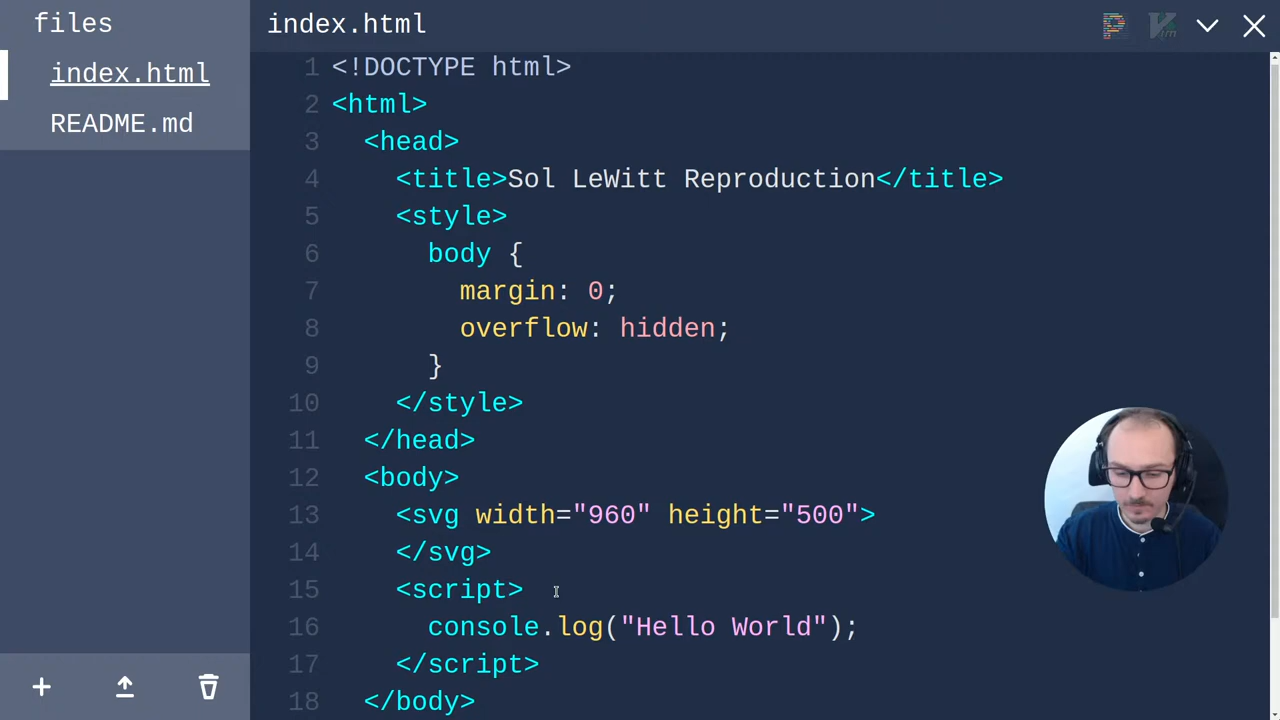 files
index.html
README.md
index.html
Vim
1 <!DOCTYPE html>
2 <html>
3   <head>
4     <title>Sol LeWitt Reproduction</title>
5     <style>
6       body {
7         margin: 0;
8         overflow: hidden;
9       }
10     </style>
11   </head>
12   <body>
13     <svg width="960" height="500">
14     </svg>
15     <script>
16       console.log("Hello World");
17     </script>
18   </body>